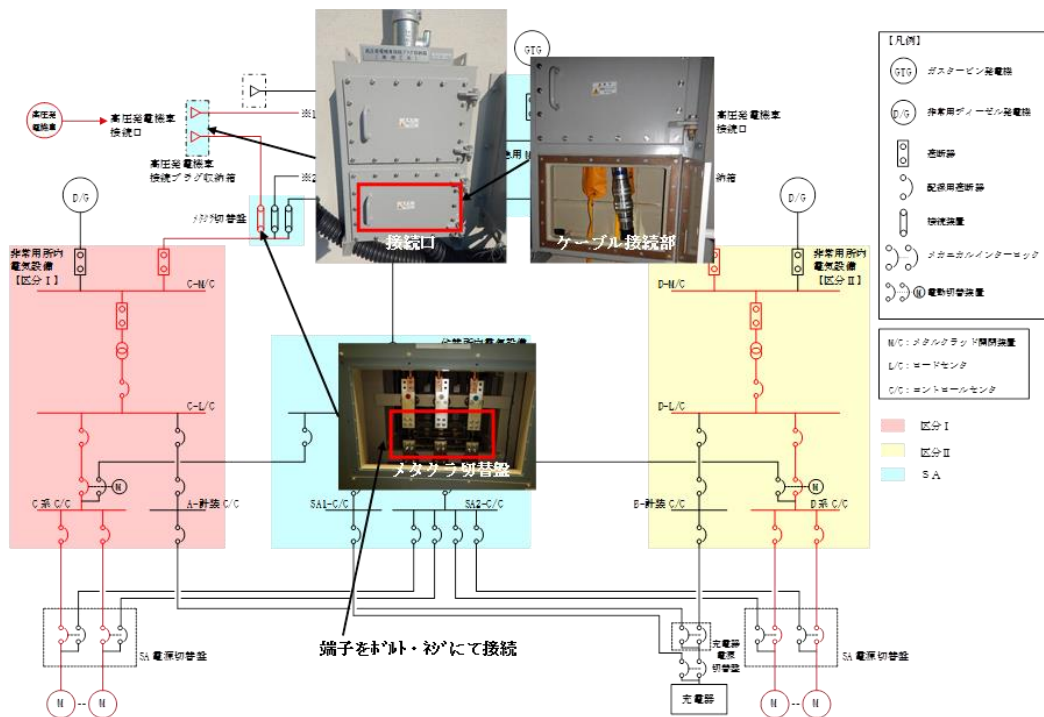 GTG
高圧発電機車
接続口
※1
高圧発電機車
接続プラグ収納箱
※2
D/G
メタクラ切替盤
接続口
ケーブル接続部
高圧発電機車
接続口
納箱
D/G
非常用所内
電気設備
【区分Ⅰ】
C-M/C
C-L/C
C系 C/C
A-計装 C/C
M
SA1-C/C
SA2-C/C
メタクラ切替盤
非常用所内
電気設備
【区分Ⅱ】
D-M/C
D-L/C
B-計装 C/C
D系 C/C
M
SA電源切替盤
M -- M
端子をボルト・ネジにて接続
充電器
電源
切替盤
充電器
SA電源切替盤
M -- M
【凡例】
GTG ガスタービン発電機
D/G 非常用ディーゼル発電機
遮断器
配線用遮断器
接続装置
メカニカルインターロック
M 電動切替装置
M/C:メタルクラッド開閉装置
L/C:ロードセンタ
C/C:コントロールセンタ
区分Ⅰ
区分Ⅱ
SA